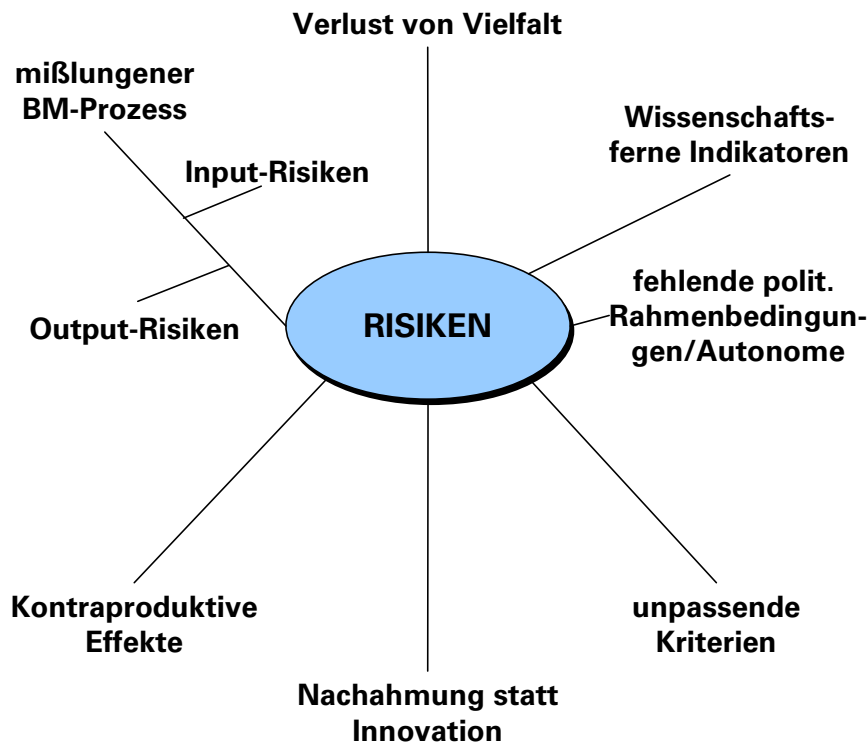 Verlust von Vielfalt
mißlungener
BM-Prozess
Wissenschafts-
ferne Indikatoren
Input-Risiken
fehlende polit.
Rahmenbedingun-
gen/Autonome
RISIKEN
Output-Risiken
Kontraproduktive
Effekte
unpassende
Kriterien
Nachahmung statt
Innovation